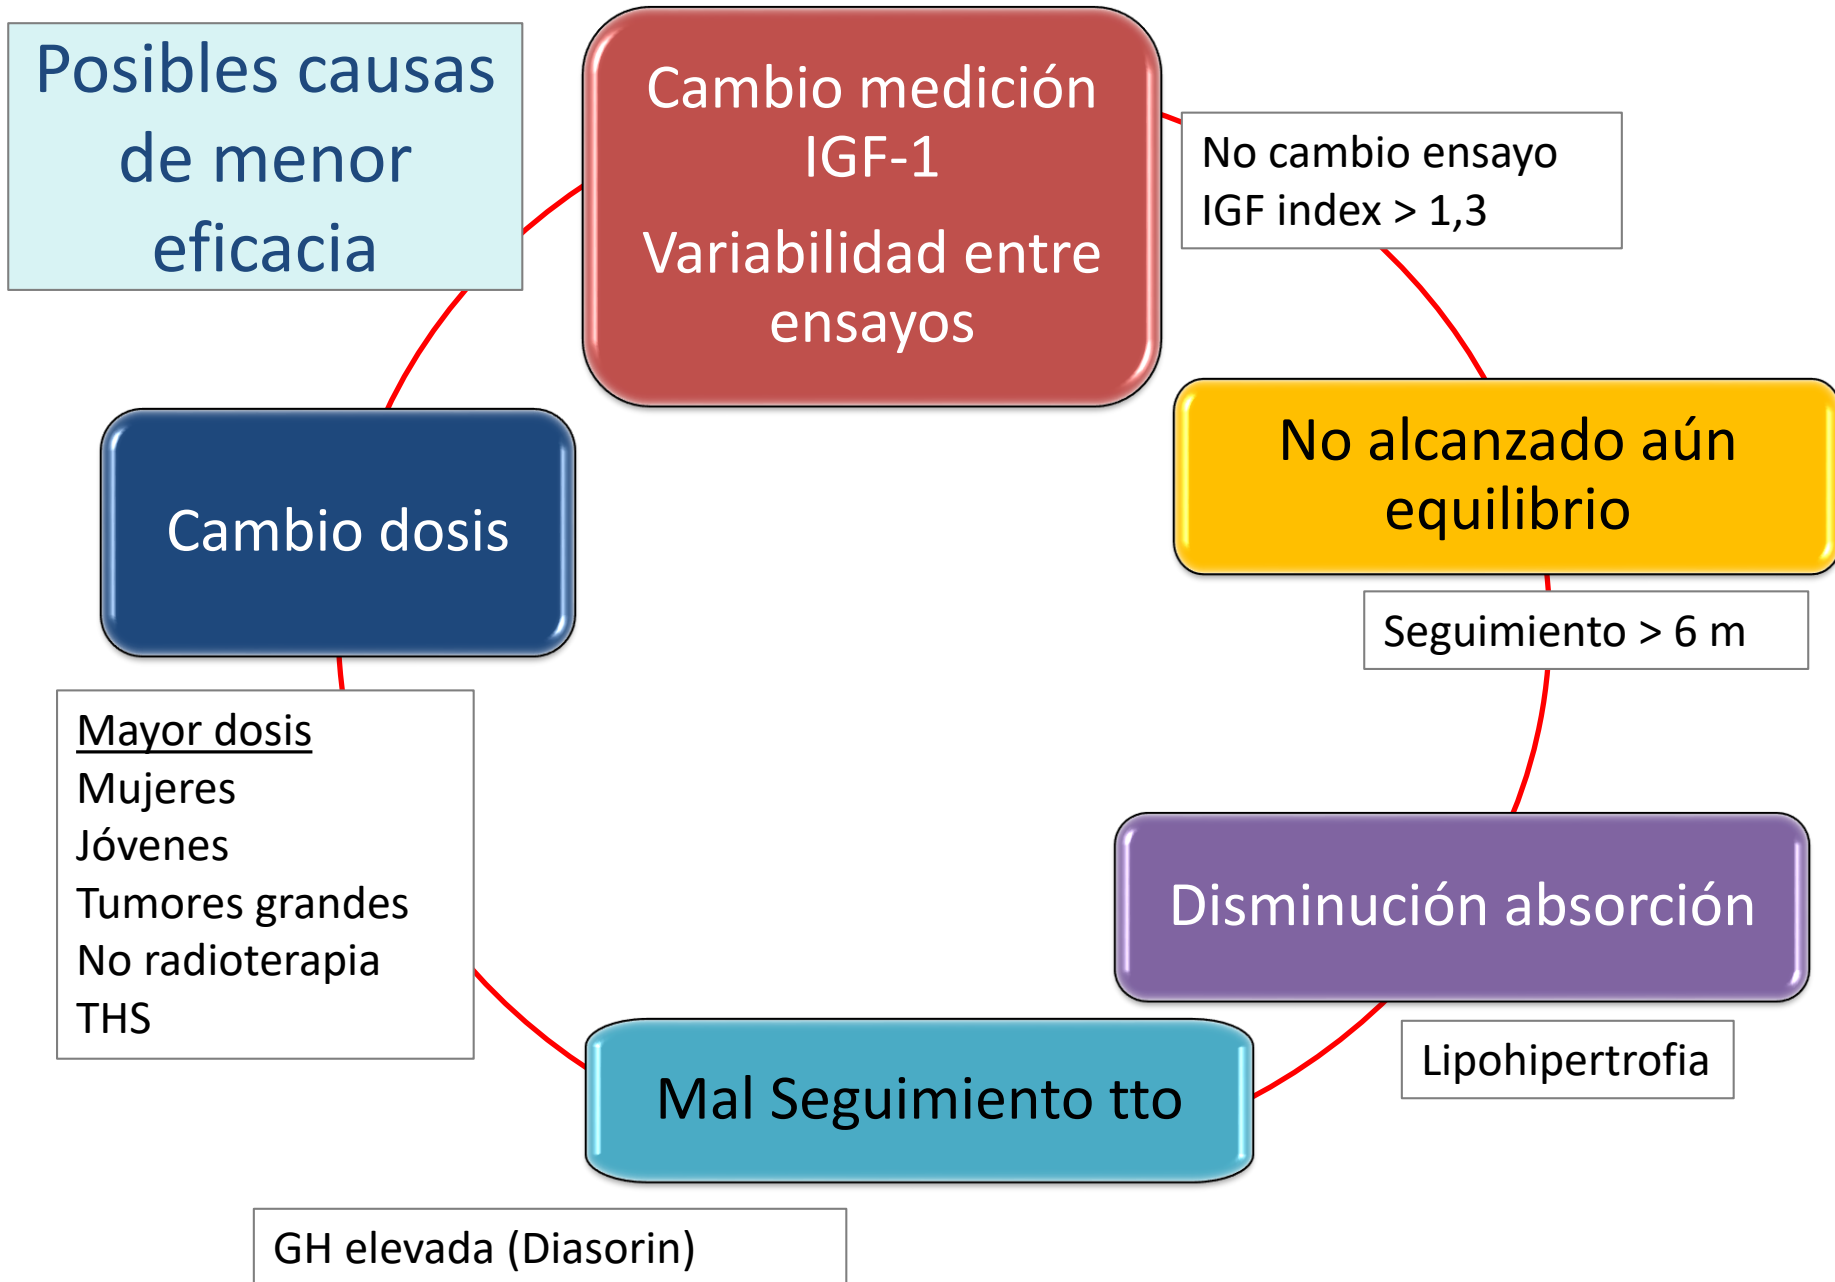 Posibles causas
de menor
eficacia
Cambio medición
IGF-1
Variabilidad entre
ensayos
No cambio ensayo
IGF index > 1,3
No alcanzado aún
equilibrio
Seguimiento > 6 m
Disminución absorción
Lipohipertrofia
Mal Seguimiento tto
GH elevada (Diasorin)
Cambio dosis
Mayor dosis
Mujeres
Jóvenes
Tumores grandes
No radioterapia
THS